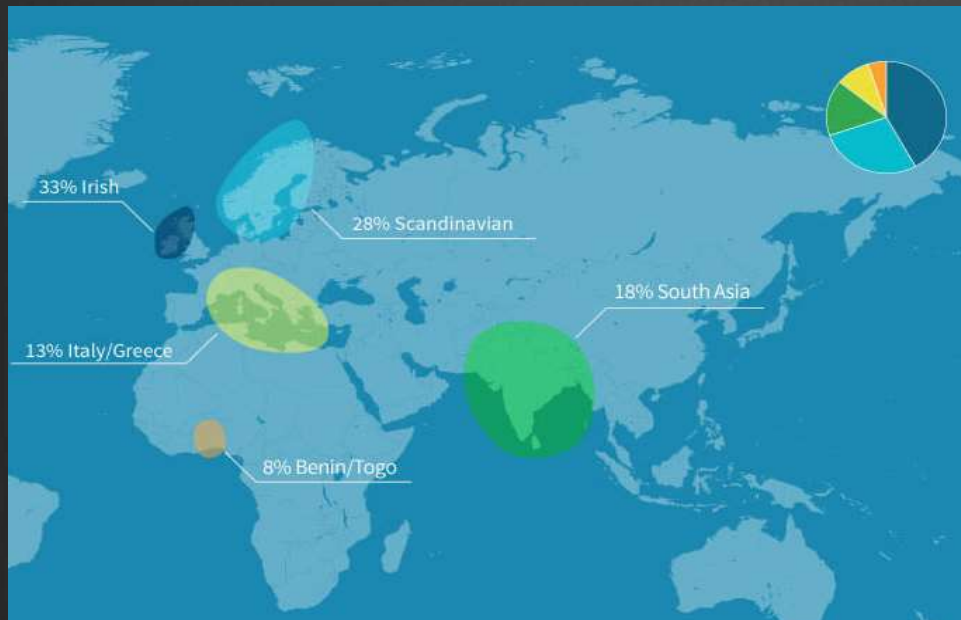 33% Irish
28% Scandinavian
18% South Asia
13% Italy/Greece
8% Benin/Togo